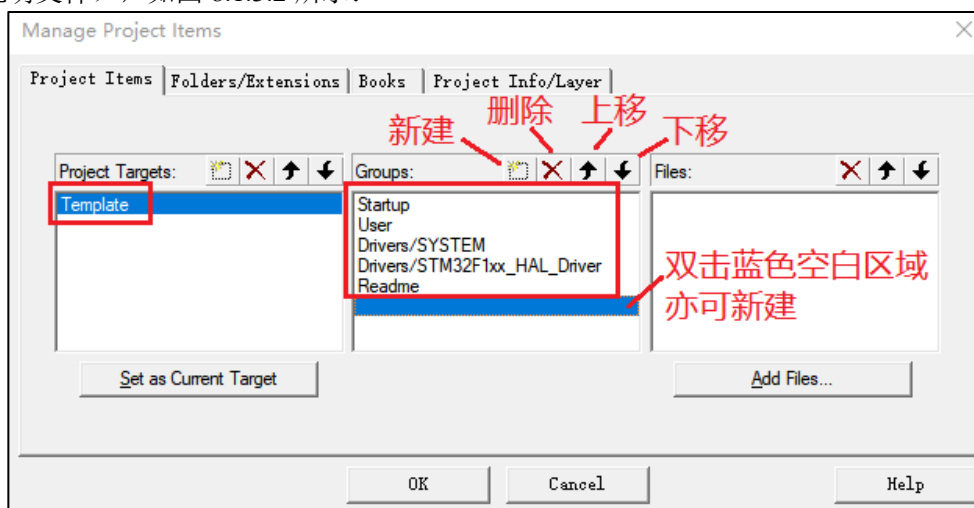 Manage Project Items
Project Items Folders/Extensions Books Project Info/Layer
新建 删除 上移 下移
Project Targets: Groups: Files:
Template
Startup
User
Drivers/SYSTEM
Drivers/STM32F1xx_HAL_Driver
Readme
双击蓝色空白区域
亦可新建
Set as Current Target Add Files...
OK Cancel Help